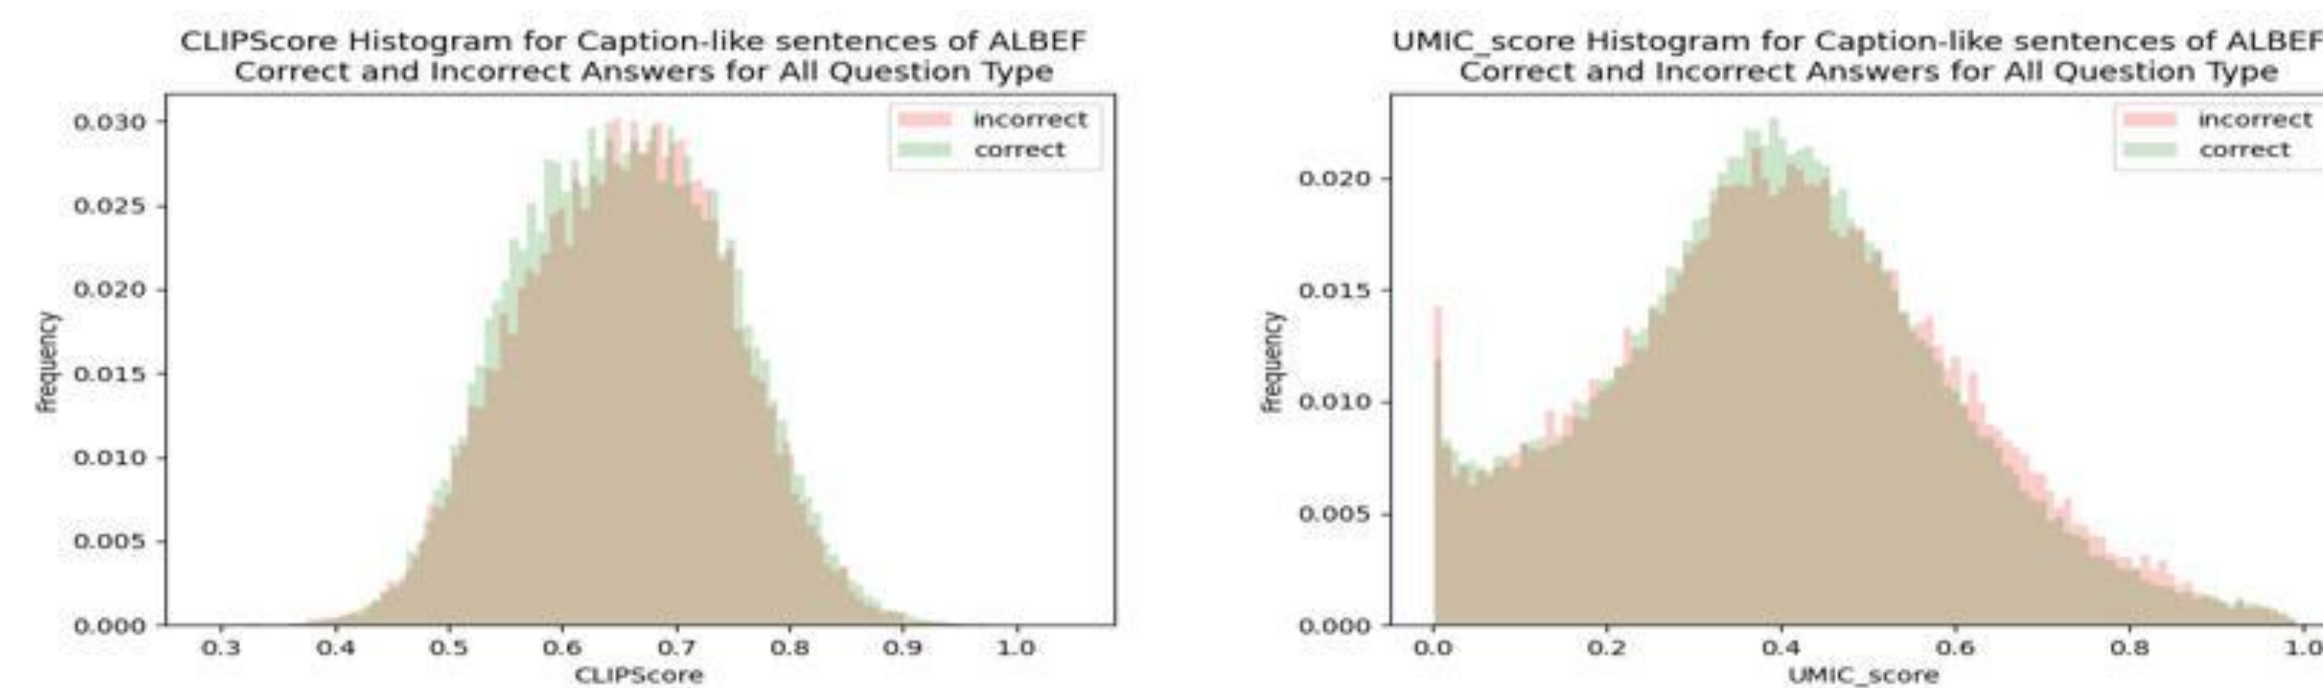 CLIPScore Histogram for Caption-like sentences of ALBEF
Correct and Incorrect Answers for All Question Type
incorrect
correct
0.030
0.025
0.020
0.015
0.010
0.005
0.000
Frequency
0.3 0.4 0.5 0.6 0.7 0.8 0.9 1.0
CLIPScore
UMIC_score Histogram for Caption-like sentences of ALBEF
Correct and Incorrect Answers for All Question Type
incorrect
correct
0.020
0.015
0.010
0.005
0.000
Frequency
0.0 0.2 0.4 0.6 0.8 1.0
UMIC_score